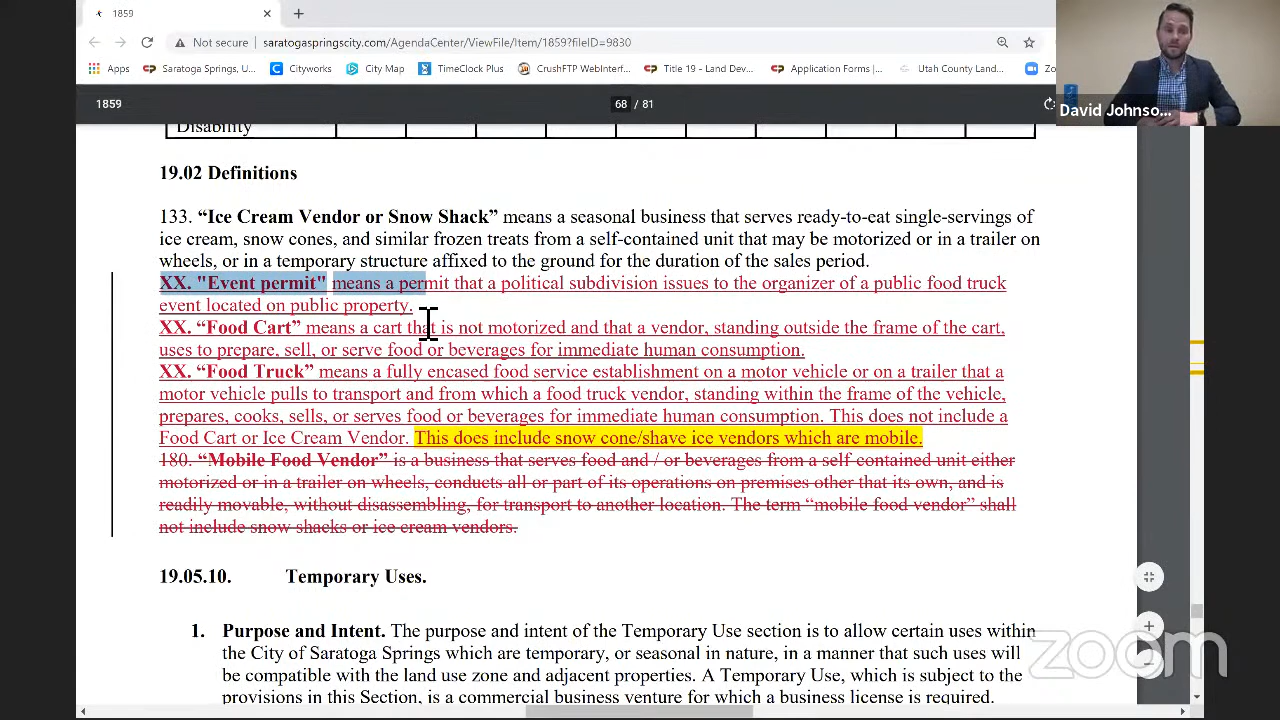 1859
Not secure
saratogaspringscity.com/AgendaCenter/ViewFile/Item/1859?fileID=9830
Apps
Saratoga Springs, U...
Cityworks
City Map
TimeClock Plus
CrushFTP WebInterf...
Title 19 - Land Dev...
Application Forms |...
Utah County Land...
Zo
David Johnso...
1859
68 / 81
Disability
19.02 Definitions
133. “Ice Cream Vendor or Snow Shack” means a seasonal business that serves ready-to-eat single-servings of
ice cream, snow cones, and similar frozen treats from a self-contained unit that may be motorized or in a trailer on
wheels, or in a temporary structure affixed to the ground for the duration of the sales period.
XX. "Event permit" means a permit that a political subdivision issues to the organizer of a public food truck
event located on public property.
XX. “Food Cart” means a cart that is not motorized and that a vendor, standing outside the frame of the cart,
uses to prepare, sell, or serve food or beverages for immediate human consumption.
XX. “Food Truck” means a fully encased food service establishment on a motor vehicle or on a trailer that a
motor vehicle pulls to transport and from which a food truck vendor, standing within the frame of the vehicle,
prepares, cooks, sells, or serves food or beverages for immediate human consumption. This does not include a
Food Cart or Ice Cream Vendor. This does include snow cone/shave ice vendors which are mobile.
180. “Mobile Food Vendor” is a business that serves food and / or beverages from a self-contained unit either
motorized or in a trailer on wheels, conducts all or part of its operations on premises other that its own, and is
readily movable, without disassembling, for transport to another location. The term “mobile food vendor” shall
not include snow shacks or ice cream vendors.
19.05.10. Temporary Uses.
1. Purpose and Intent. The purpose and intent of the Temporary Use section is to allow certain uses within
the City of Saratoga Springs which are temporary, or seasonal in nature, in a manner that such uses will
be compatible with the land use zone and adjacent properties. A Temporary Use, which is subject to the
provisions in this Section, is a commercial business venture for which a business license is required.
zoom